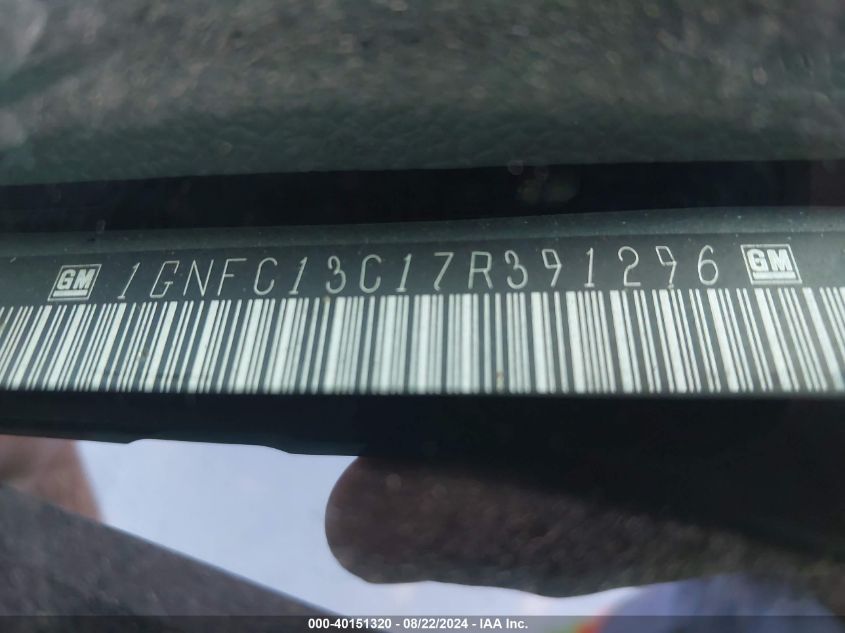 GM 1GNFC13C17R391296 GM
000-40151320 / 08/22/2024 - IAA Inc.